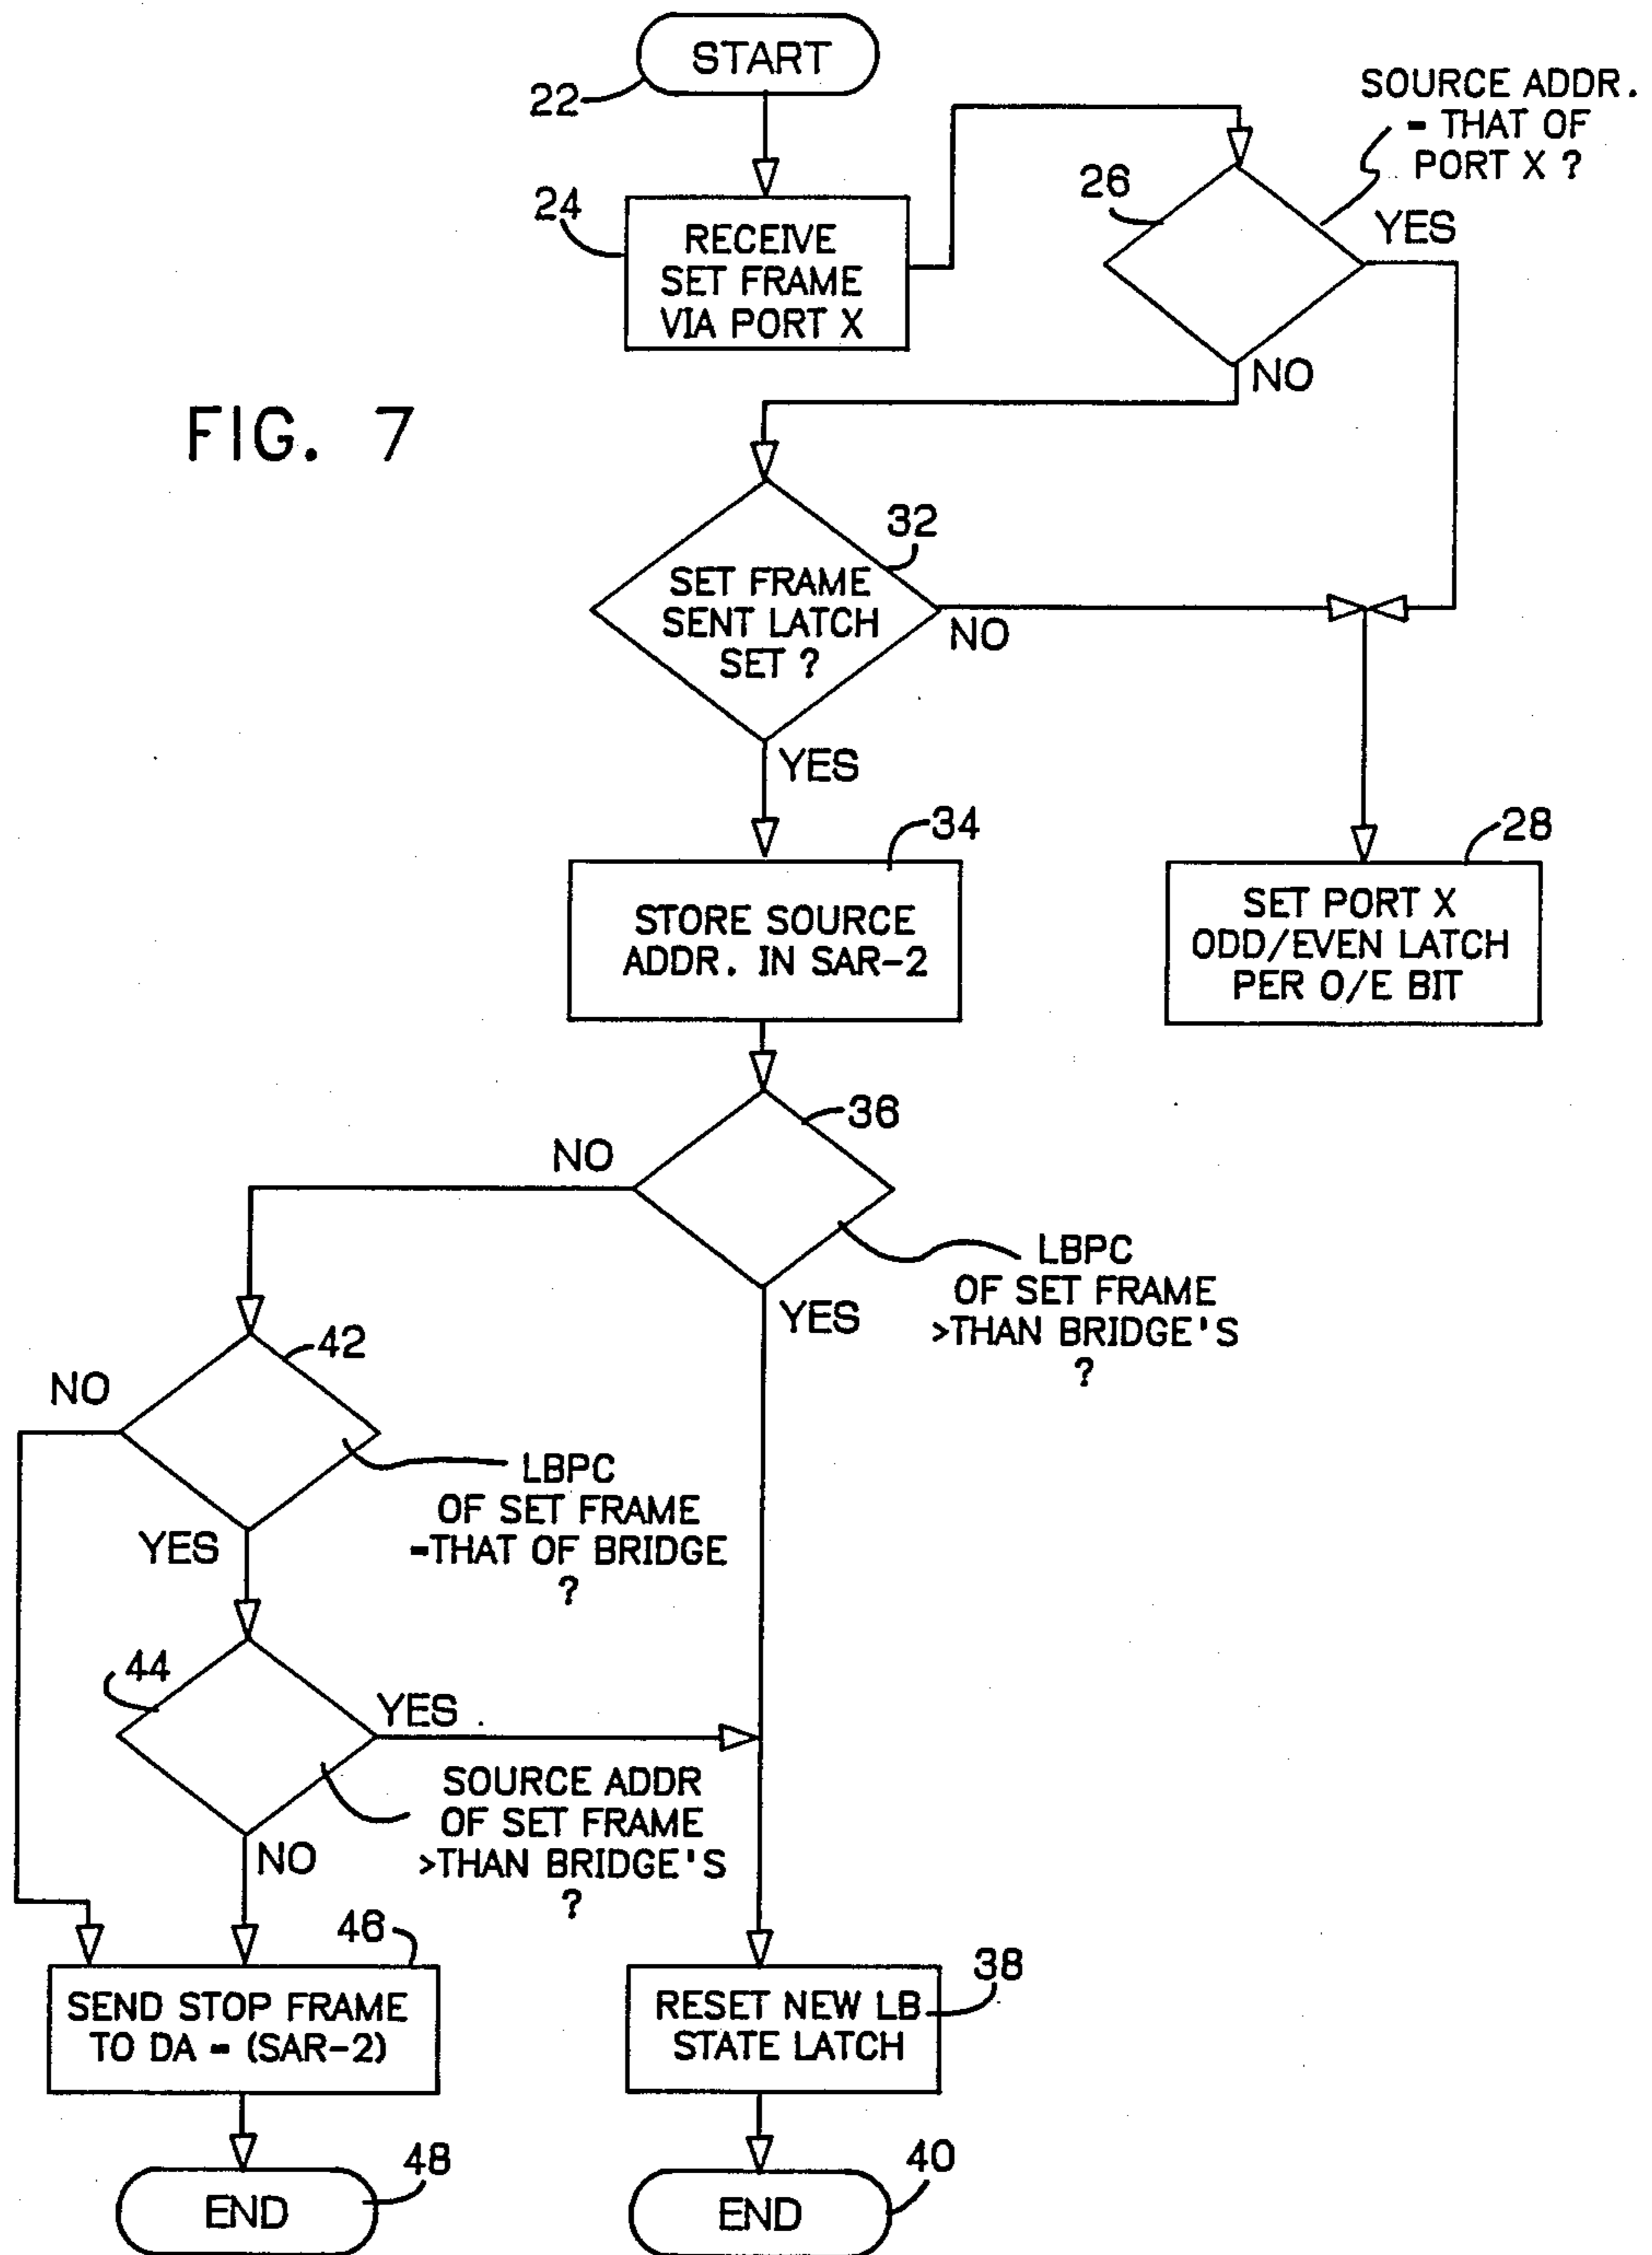 START
22
SOURCE ADDR.
= THAT OF
PORT X ?
24
RECEIVE
SET FRAME
VIA PORT X
26
YES
NO
FIG. 7
32
SET FRAME
SENT LATCH
SET ?
NO
YES
34
STORE SOURCE
ADDR. IN SAR-2
28
SET PORT X
ODD/EVEN LATCH
PER O/E BIT
36
NO
LBPC
OF SET FRAME
>THAN BRIDGE'S
?
YES
42
NO
LBPC
OF SET FRAME
=THAT OF BRIDGE
?
YES
44
YES
SOURCE ADDR
OF SET FRAME
>THAN BRIDGE'S
?
NO
46
SEND STOP FRAME
TO DA = (SAR-2)
38
RESET NEW LB
STATE LATCH
48
END
40
END